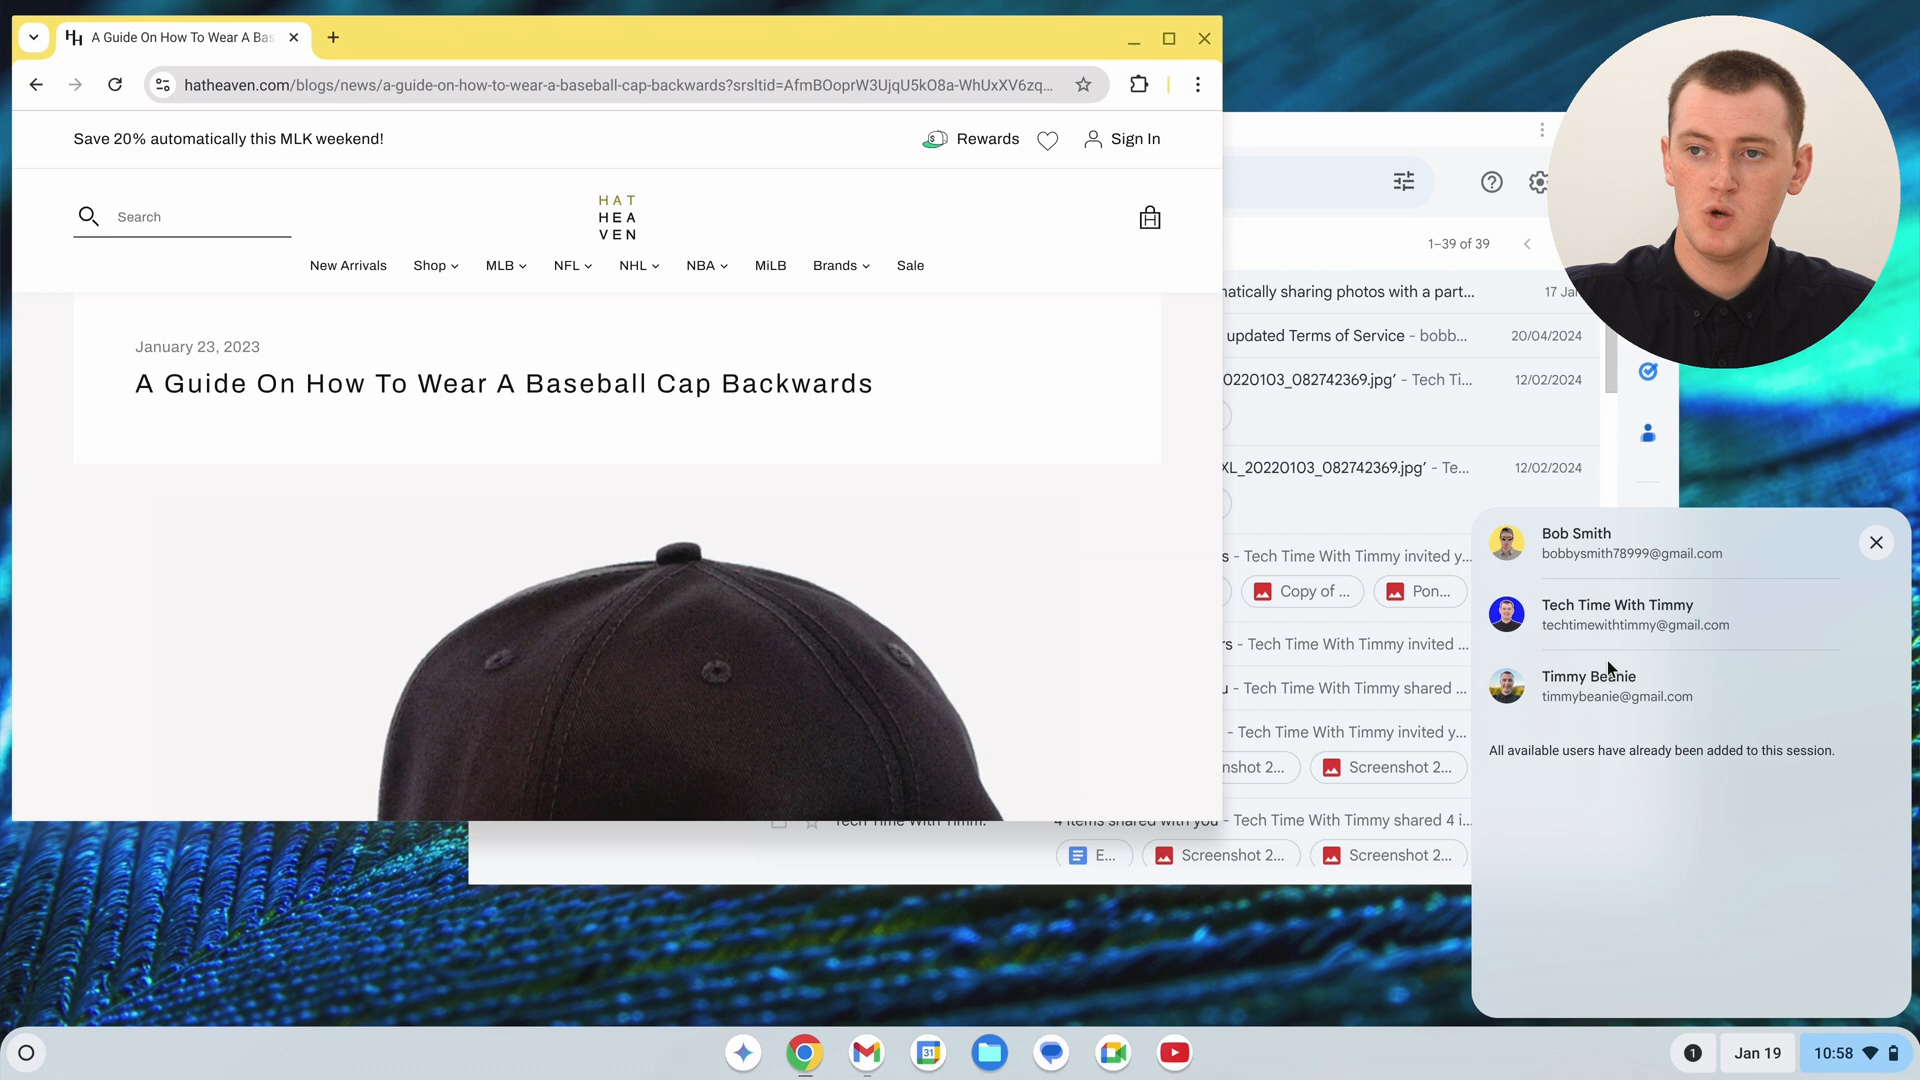 A Guide On How To Wear A Bas
hatheaven.com/blogs/news/a-guide-on-how-to-wear-a-baseball-cap-backwards?srsltid=AfmBOoprW3UjqU5kO8a-WhUxXV6zq...
Save 20% automatically this MLK weekend!
Rewards
Sign In
Search
HAT
HEA
VEN
New Arrivals Shop MLB NFL NHL NBA MiLB Brands Sale
January 23, 2023
A Guide On How To Wear A Baseball Cap Backwards
1–39 of 39
matically sharing photos with a part... 17 Jan
updated Terms of Service - bobb... 20/04/2024
0220103_082742369.jpg' - Tech Ti... 12/02/2024
XL_20220103_082742369.jpg' - Te... 12/02/2024
s - Tech Time With Timmy invited y...
Copy of ... Pon...
rs - Tech Time With Timmy invited ...
u - Tech Time With Timmy shared ...
- Tech Time With Timmy invited y...
nshot 2... Screenshot 2...
Tech Time With Timm. 4 items shared with you - Tech Time With Timmy shared 4 i...
E... Screenshot 2... Screenshot 2...
Bob Smith
bobbysmith78999@gmail.com
Tech Time With Timmy
techtimewithtimmy@gmail.com
Timmy Beanie
timmybeanie@gmail.com
All available users have already been added to this session.
31
1 Jan 19 10:58